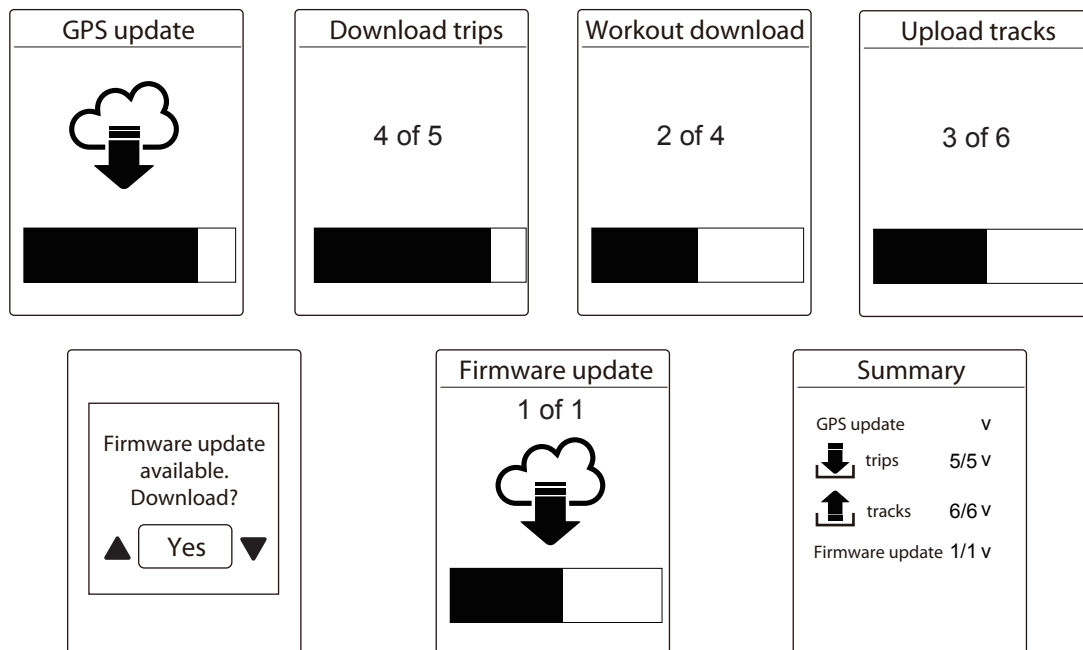 GPS update
Download trips
4 of 5
Workout download
2 of 4
Upload tracks
3 of 6
Firmware update
available.
Download?
Yes
Firmware update
1 of 1
Summary
GPS update v
trips 5/5 v
tracks 6/6 v
Firmware update 1/1 v